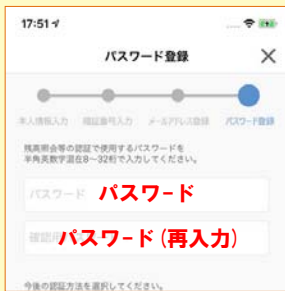 17:51
パスワード登録
本人情報入力 暗証番号入力 メールアドレス登録 パスワード登録
残高照会等の認証で使用するパスワードを
半角英数字混在8〜32桁で入力してください。
パスワード パスワード
パスワード(再入力)
今後の認証方法を選択してください。